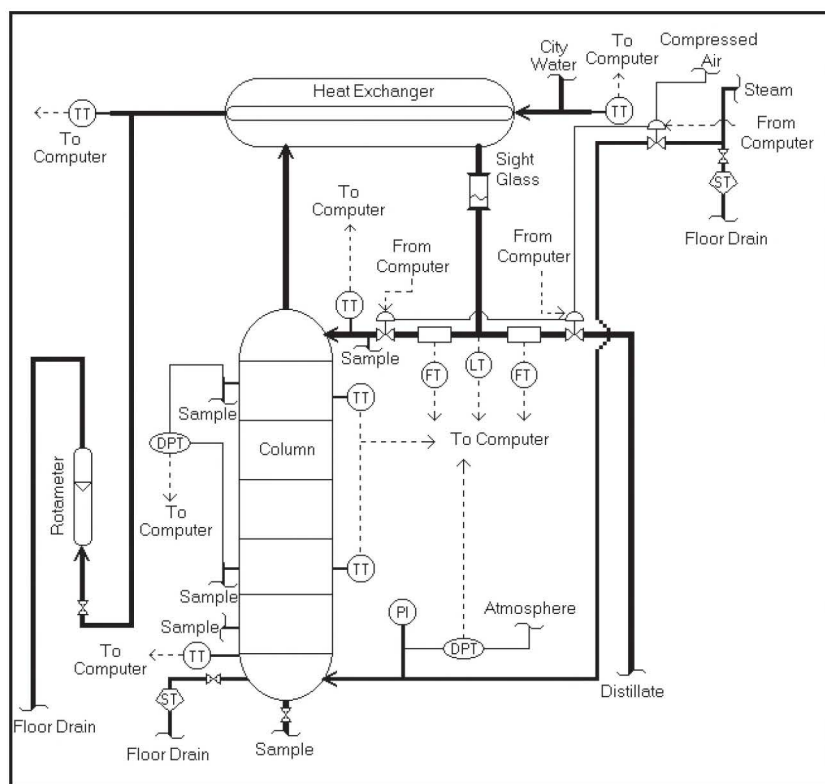 City
Water
To
Computer
Compressed
Air
Steam
Heat Exchanger
TT
To
Computer
TT
From
Computer
ST
Floor Drain
Sight
Glass
To
Computer
From
Computer
From
Computer
TT
Sample
FT
LT
FT
Sample
TT
DPT
Column
To Computer
Rotameter
To
Computer
TT
Sample
Sample
PI
Atmosphere
To
Computer
TT
DPT
ST
Distillate
Floor Drain
Floor Drain
Sample